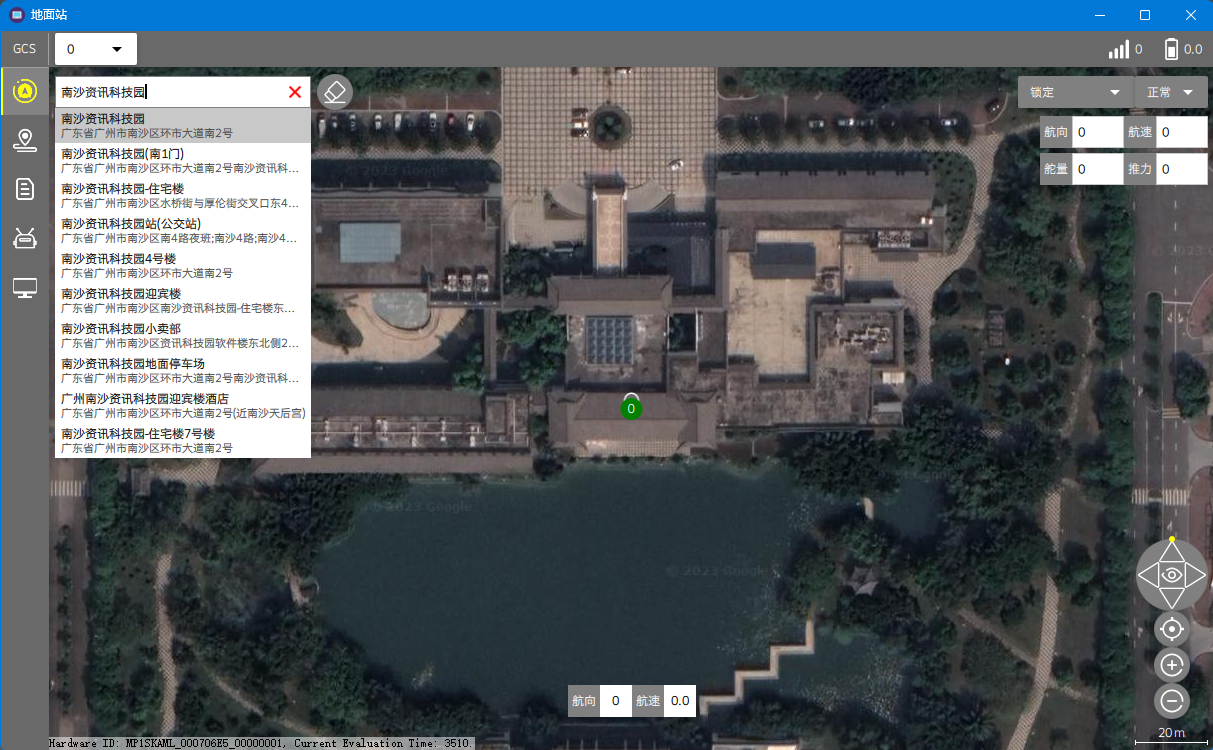 地面站
GCS
0
0
0.0
南沙资讯科技园
锁定
正常
航向
0
航速
0
舵量
0
推力
0
南沙资讯科技园
广东省广州市南沙区环市大道南2号
南沙资讯科技园(南1门)
广东省广州市南沙区环市大道南2号南沙资讯科...
南沙资讯科技园-住宅楼
广东省广州市南沙区水桥街与厚伦街交叉口东4...
南沙资讯科技园站(公交站)
广东省广州市南沙区南4路夜班;南沙4路;南沙4...
南沙资讯科技园4号楼
广东省广州市南沙区环市大道南2号
南沙资讯科技园迎宾楼
广东省广州市南沙区南沙资讯科技园-住宅楼东...
南沙资讯科技园小卖部
广东省广州市南沙区资讯科技园软件楼东北侧2...
南沙资讯科技园地面停车场
广东省广州市南沙区环市大道南2号南沙资讯科...
广州南沙资讯科技园迎宾楼酒店
广东省广州市南沙区环市大道南2号(近南沙天后宫)
南沙资讯科技园-住宅楼7号楼
广东省广州市南沙区环市大道南2号
0
© 2023 Google
© 2023 Google
航向
0
航速
0.0
20 m
Hardware ID: MP1SKAML_000706E5_00000001, Current Evaluation Time: 3510.